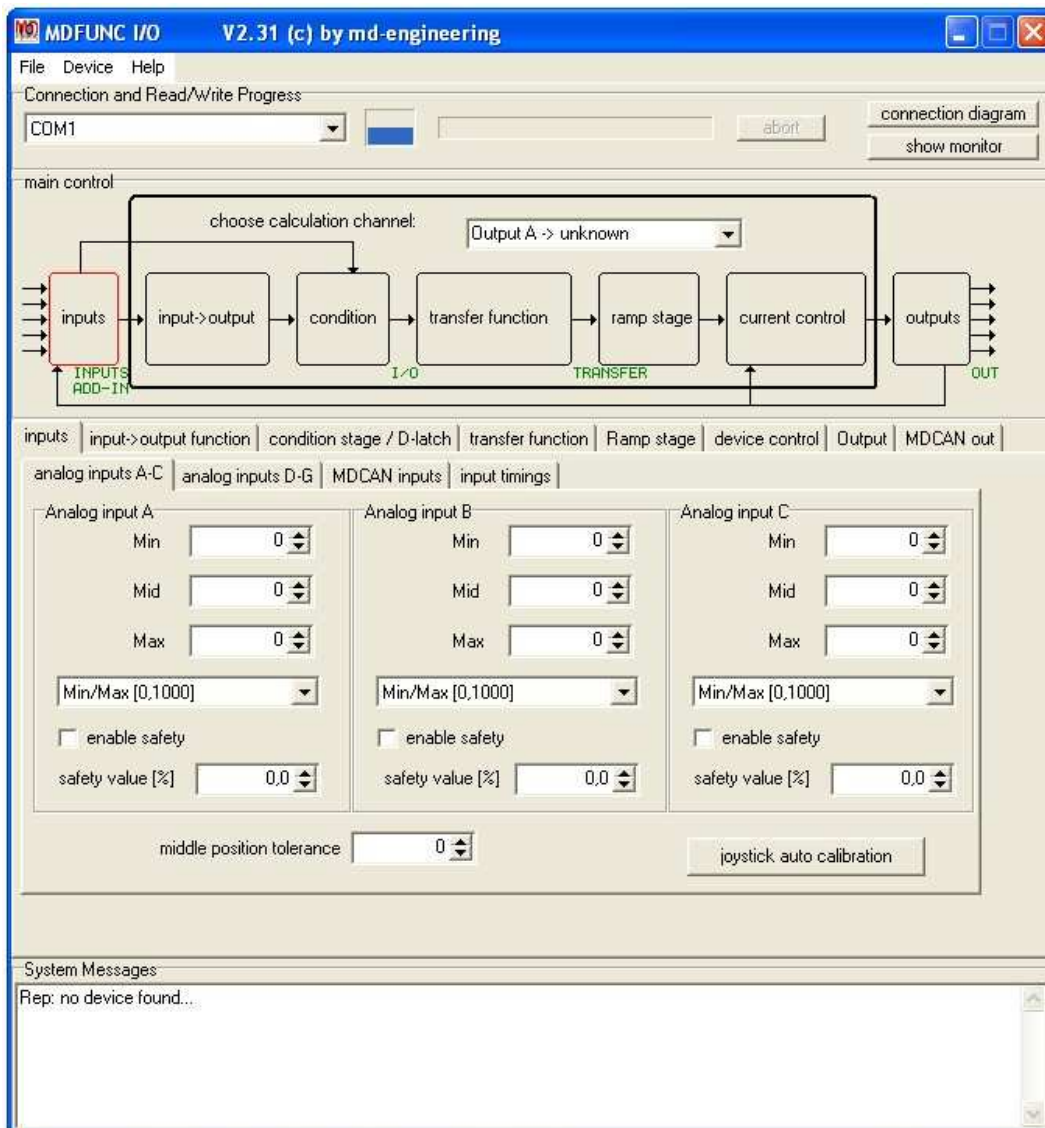 MDFUNC I/O V2.31 (c) by md-engineering
File Device Help
Connection and Read/Write Progress
COM1
abort
connection diagram
show monitor
main control
choose calculation channel:
Output A -> unknown
inputs
input->output
condition
transfer function
ramp stage
current control
outputs
INPUTS
ADD-IN
I/O
TRANSFER
OUT
inputs input->output function condition stage / D-latch transfer function Ramp stage device control Output MDCAN out
analog inputs A-C analog inputs D-G MDCAN inputs input timings
Analog input A
Min 0
Mid 0
Max 0
Min/Max [0,1000]
enable safety
safety value [%] 0,0
Analog input B
Min 0
Mid 0
Max 0
Min/Max [0,1000]
enable safety
safety value [%] 0,0
Analog input C
Min 0
Mid 0
Max 0
Min/Max [0,1000]
enable safety
safety value [%] 0,0
middle position tolerance 0
joystick auto calibration
System Messages
Rep: no device found...